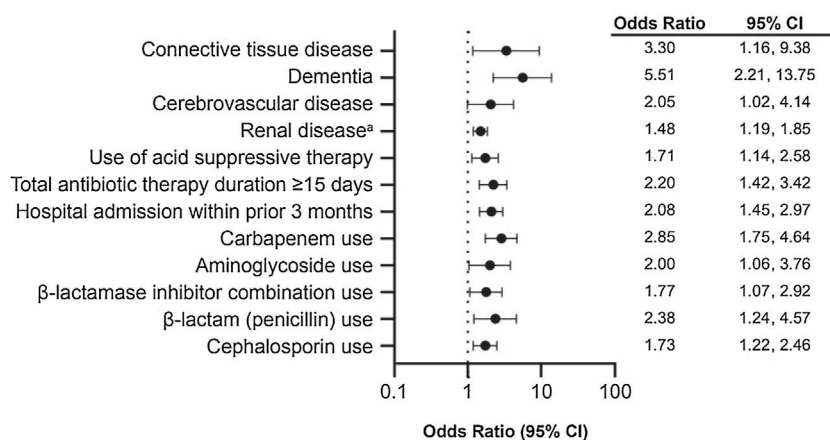 Odds Ratio 95% CI
Connective tissue disease 3.30 1.16, 9.38
Dementia 5.51 2.21, 13.75
Cerebrovascular disease 2.05 1.02, 4.14
Renal diseaseᵃ 1.48 1.19, 1.85
Use of acid suppressive therapy 1.71 1.14, 2.58
Total antibiotic therapy duration ≥15 days 2.20 1.42, 3.42
Hospital admission within prior 3 months 2.08 1.45, 2.97
Carbapenem use 2.85 1.75, 4.64
Aminoglycoside use 2.00 1.06, 3.76
β-lactamase inhibitor combination use 1.77 1.07, 2.92
β-lactam (penicillin) use 2.38 1.24, 4.57
Cephalosporin use 1.73 1.22, 2.46
0.1 1 10 100
Odds Ratio (95% CI)